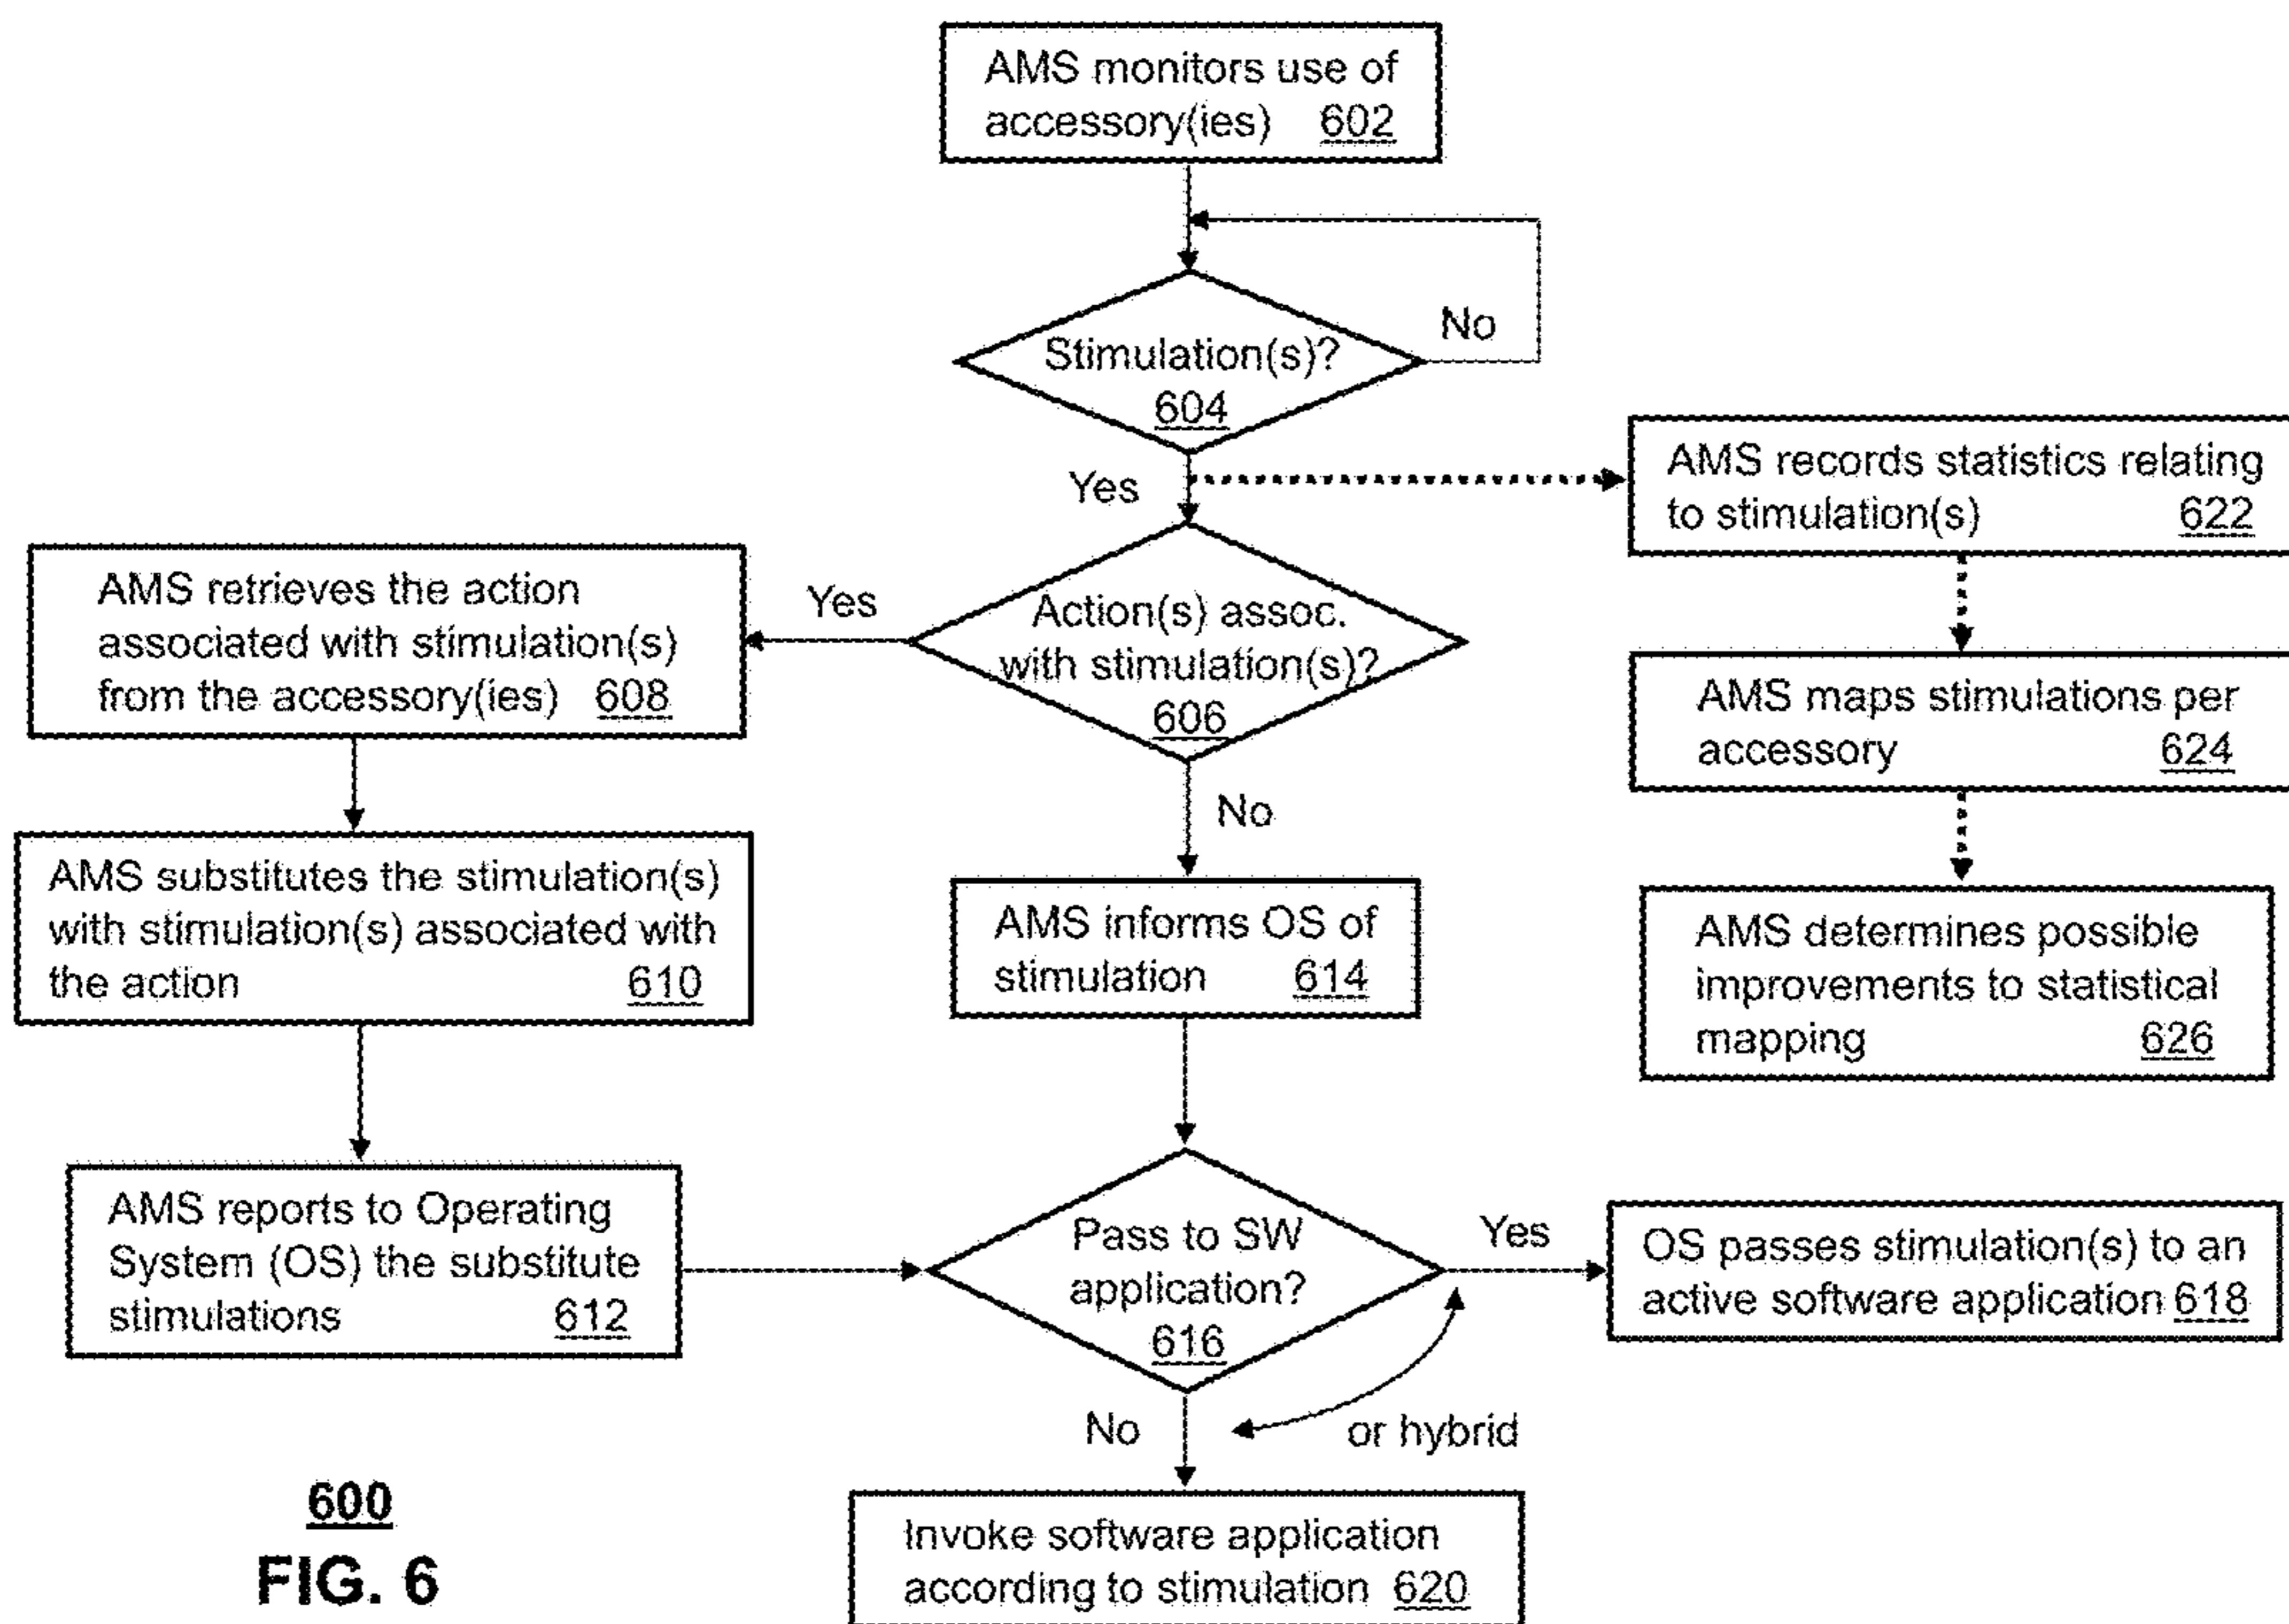 AMS monitors use of
accessory(ies) 602
Stimulation(s)?
604
No
Yes
AMS records statistics relating
to stimulation(s) 622
Action(s) assoc.
with stimulation(s)?
606
Yes
No
AMS retrieves the action
associated with stimulation(s)
from the accessory(ies) 608
AMS maps stimulations per
accessory 624
AMS substitutes the stimulation(s)
with stimulation(s) associated with
the action 610
AMS informs OS of
stimulation 614
AMS determines possible
improvements to statistical
mapping 626
AMS reports to Operating
System (OS) the substitute
stimulations 612
Pass to SW
application?
616
Yes
OS passes stimulation(s) to an
active software application 618
No
or hybrid
Invoke software application
according to stimulation 620
600
FIG. 6